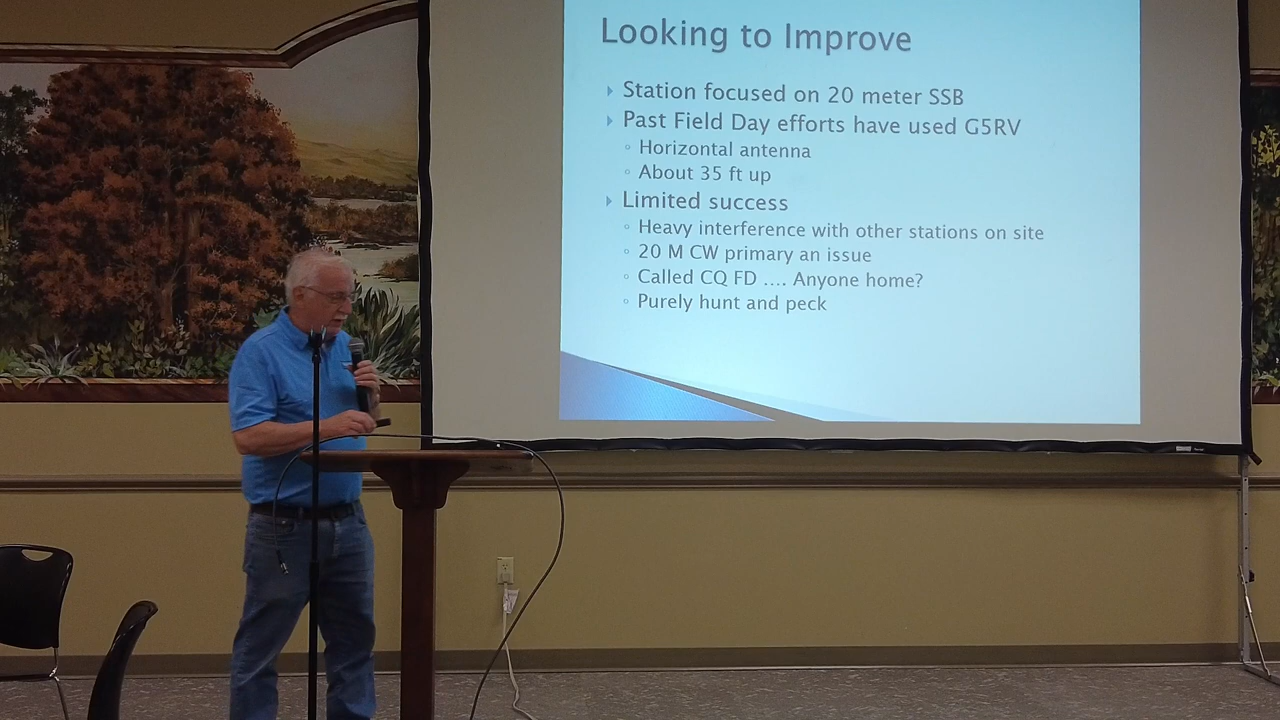 Looking to Improve
Station focused on 20 meter SSB
Past Field Day efforts have used G5RV
Horizontal antenna
About 35 ft up
Limited success
Heavy interference with other stations on site
20 M CW primary an issue
Called CQ FD .... Anyone home?
Purely hunt and peck